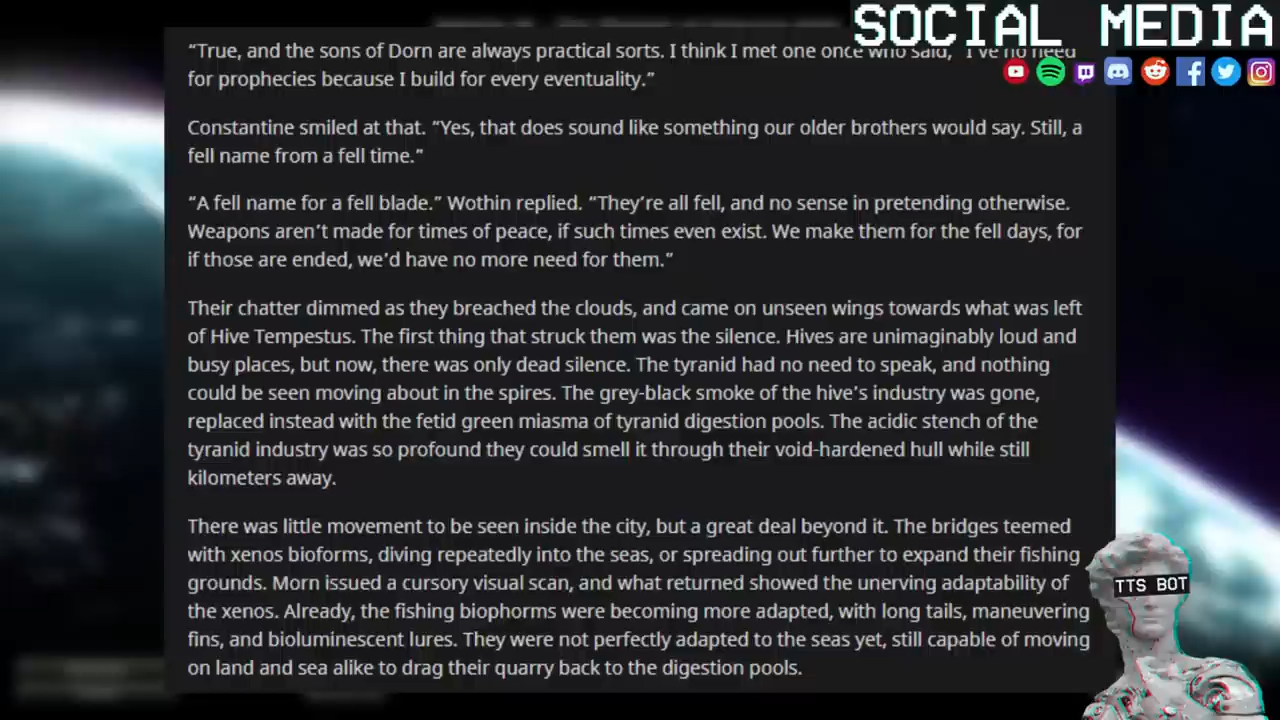 SOCIAL MEDIA
“True, and the sons of Dorn are always practical sorts. I think I met one once who said, “I’ve no need
for prophecies because I build for every eventuality.”
Constantine smiled at that. “Yes, that does sound like something our older brothers would say. Still, a
fell name from a fell time.”
“A fell name for a fell blade.” Wothin replied. “They’re all fell, and no sense in pretending otherwise.
Weapons aren’t made for times of peace, if such times even exist. We make them for the fell days, for
if those are ended, we’d have no more need for them.”
Their chatter dimmed as they breached the clouds, and came on unseen wings towards what was left
of Hive Tempestus. The first thing that struck them was the silence. Hives are unimaginably loud and
busy places, but now, there was only dead silence. The tyranid had no need to speak, and nothing
could be seen moving about in the spires. The grey-black smoke of the hive’s industry was gone,
replaced instead with the fetid green miasma of tyranid digestion pools. The acidic stench of the
tyranid industry was so profound they could smell it through their void-hardened hull while still
kilometers away.
There was little movement to be seen inside the city, but a great deal beyond it. The bridges teemed
with xenos bioforms, diving repeatedly into the seas, or spreading out further to expand their fishing
grounds. Morn issued a cursory visual scan, and what returned showed the unerving adaptability of
the xenos. Already, the fishing biophorms were becoming more adapted, with long tails, maneuvering
fins, and bioluminescent lures. They were not perfectly adapted to the seas yet, still capable of moving
on land and sea alike to drag their quarry back to the digestion pools.
TTS BOT